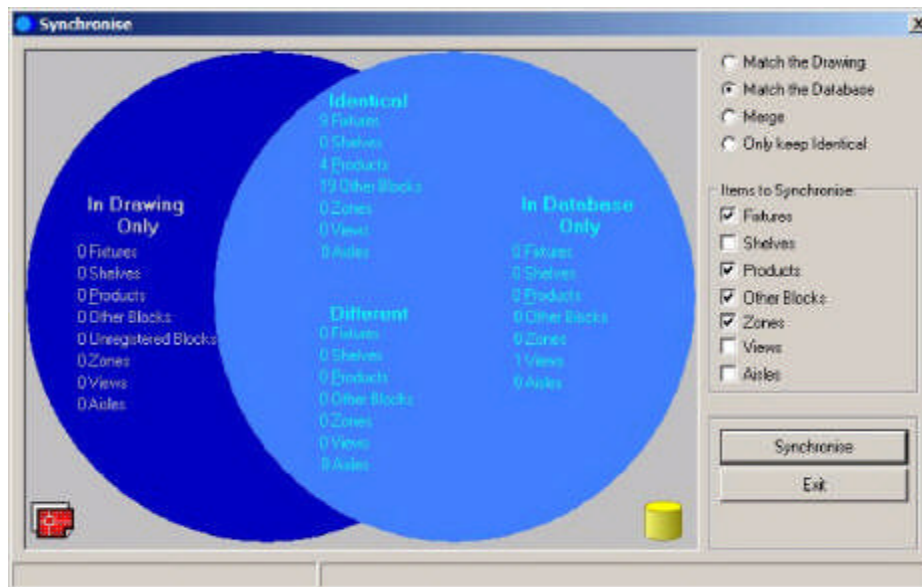 Synchronise
Identical
9 Fixtures
0 Shelves
4 Products
19 Other Blocks
0 Zones
0 Views
0 Aisles
In Drawing
Only
0 Fixtures
0 Shelves
0 Products
0 Other Blocks
0 Unregistered Blocks
0 Zones
0 Views
0 Aisles
Different
0 Fixtures
0 Shelves
0 Products
0 Other Blocks
0 Zones
0 Views
Aisles
In Database
Only
0 Fixtures
0 Shelves
0 Products
0 Other Blocks
0 Zones
1 Views
0 Aisles
Match the Drawing
Match the Database
Merge
Only keep Identical
Items to Synchronise:
Fixtures
Shelves
Products
Other Blocks
Zones
Views
Aisles
Synchronise
Exit